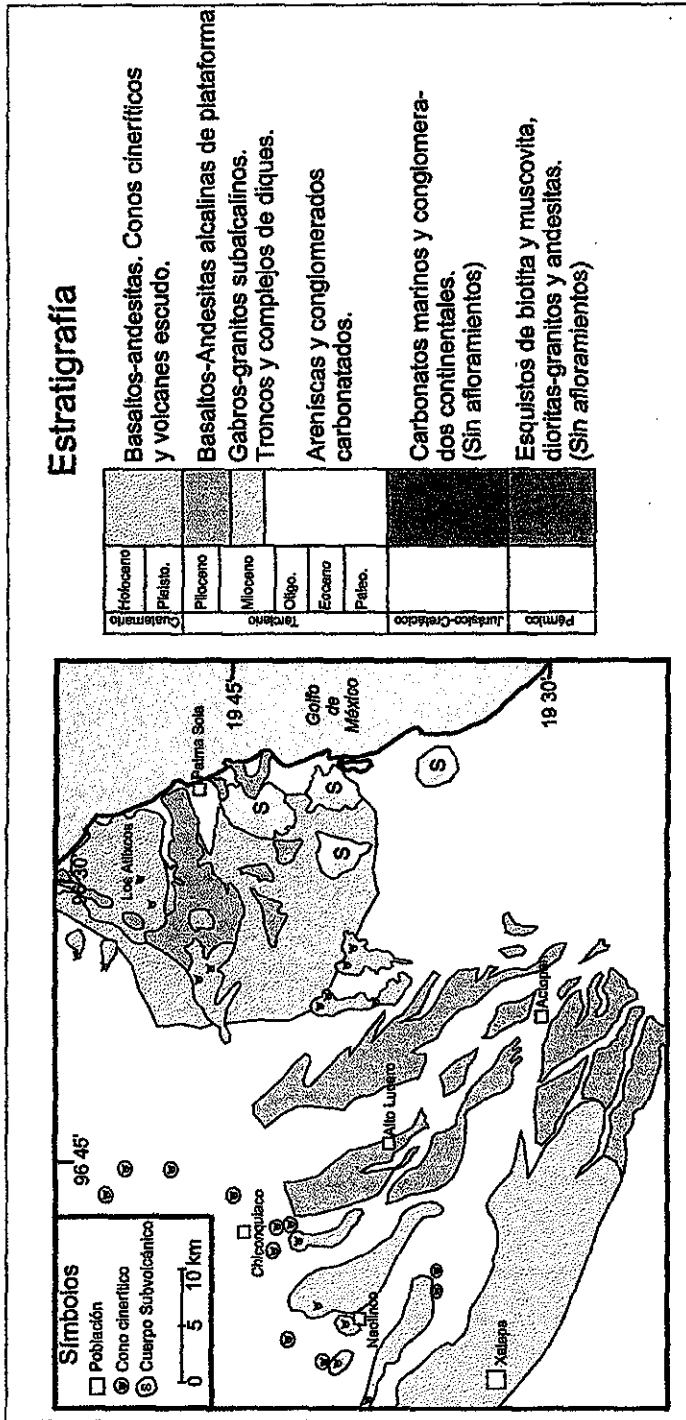 Símbolos
Población
A Cono cinerítico
S Cuerpo Subvolcánico
0 5 10 km
96 45'
96 30'
19 45
19 30
Golfo
de
México
Los Atlixcos
Palma Sola
S
S
S
S
Chiconquiaco
Alto Lucero
Naolinco
Actopan
Xalapa
Estratigrafía
Cuaternario
Holoceno
Pleisto.
Basaltos-andesitas. Conos cineríticos
y volcanes escudo.
Terciario
Plioceno
Mioceno
Oligo.
Eoceno
Paleo.
Basaltos-Andesitas alcalinas de plataforma
Gabros-granitos subalcalinos.
Troncos y complejos de diques.
Areniscas y conglomerados
carbonatados.
Jurásico-Cretácico
Carbonatos marinos y conglomera-
dos continentales.
(Sin afloramientos)
Pérmico
Esquistos de biotita y muscovita,
dioritas-granitos y andesitas.
(Sin afloramientos)